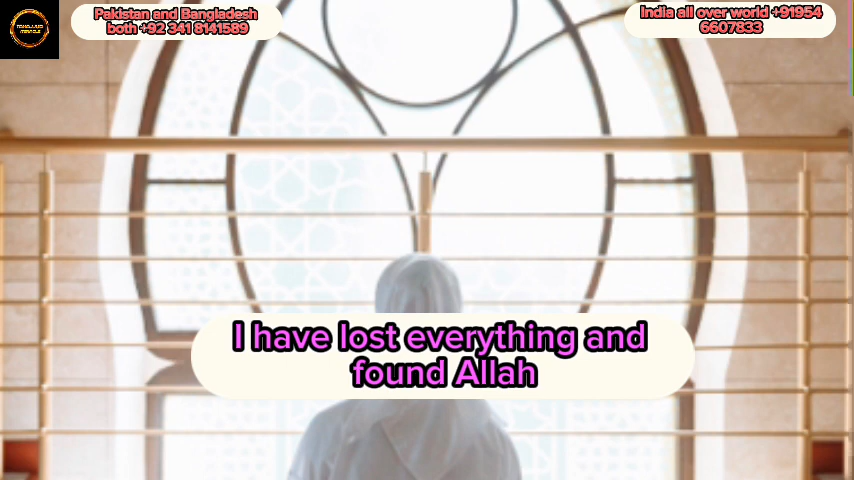 Pakistan and Bangladesh
both +92 341 8141589
India all over world +91954
6607833
I have lost everything and
found Allah